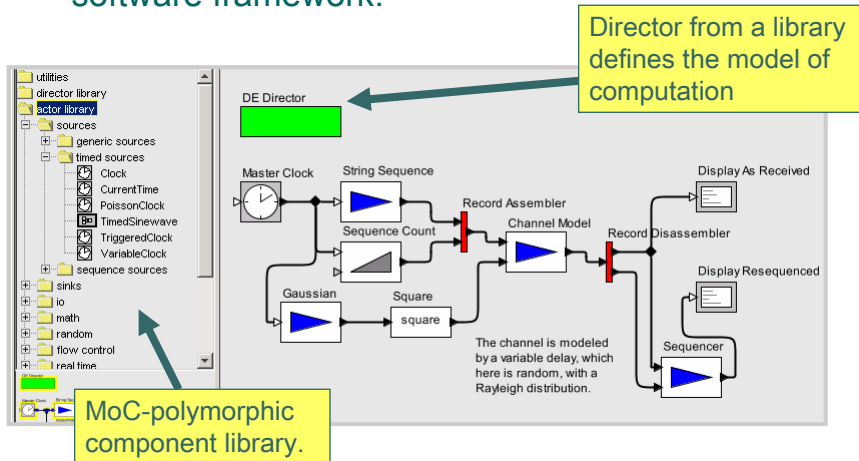 software framework.
Director from a library
defines the model of
computation
utilities
director library
actor library
sources
generic sources
timed sources
Clock
CurrentTime
PoissonClock
TimedSinewave
TriggeredClock
VariableClock
sequence sources
sinks
io
math
random
flow control
real time
DE Director
Master Clock
String Sequence
Sequence Count
Record Assembler
Channel Model
Record Disassembler
Display As Received
Display Resequenced
Gaussian
Square
square
Sequencer
The channel is modeled
by a variable delay, which
here is random, with a
Rayleigh distribution.
DE Director
Master Clock
MoC-polymorphic
component library.